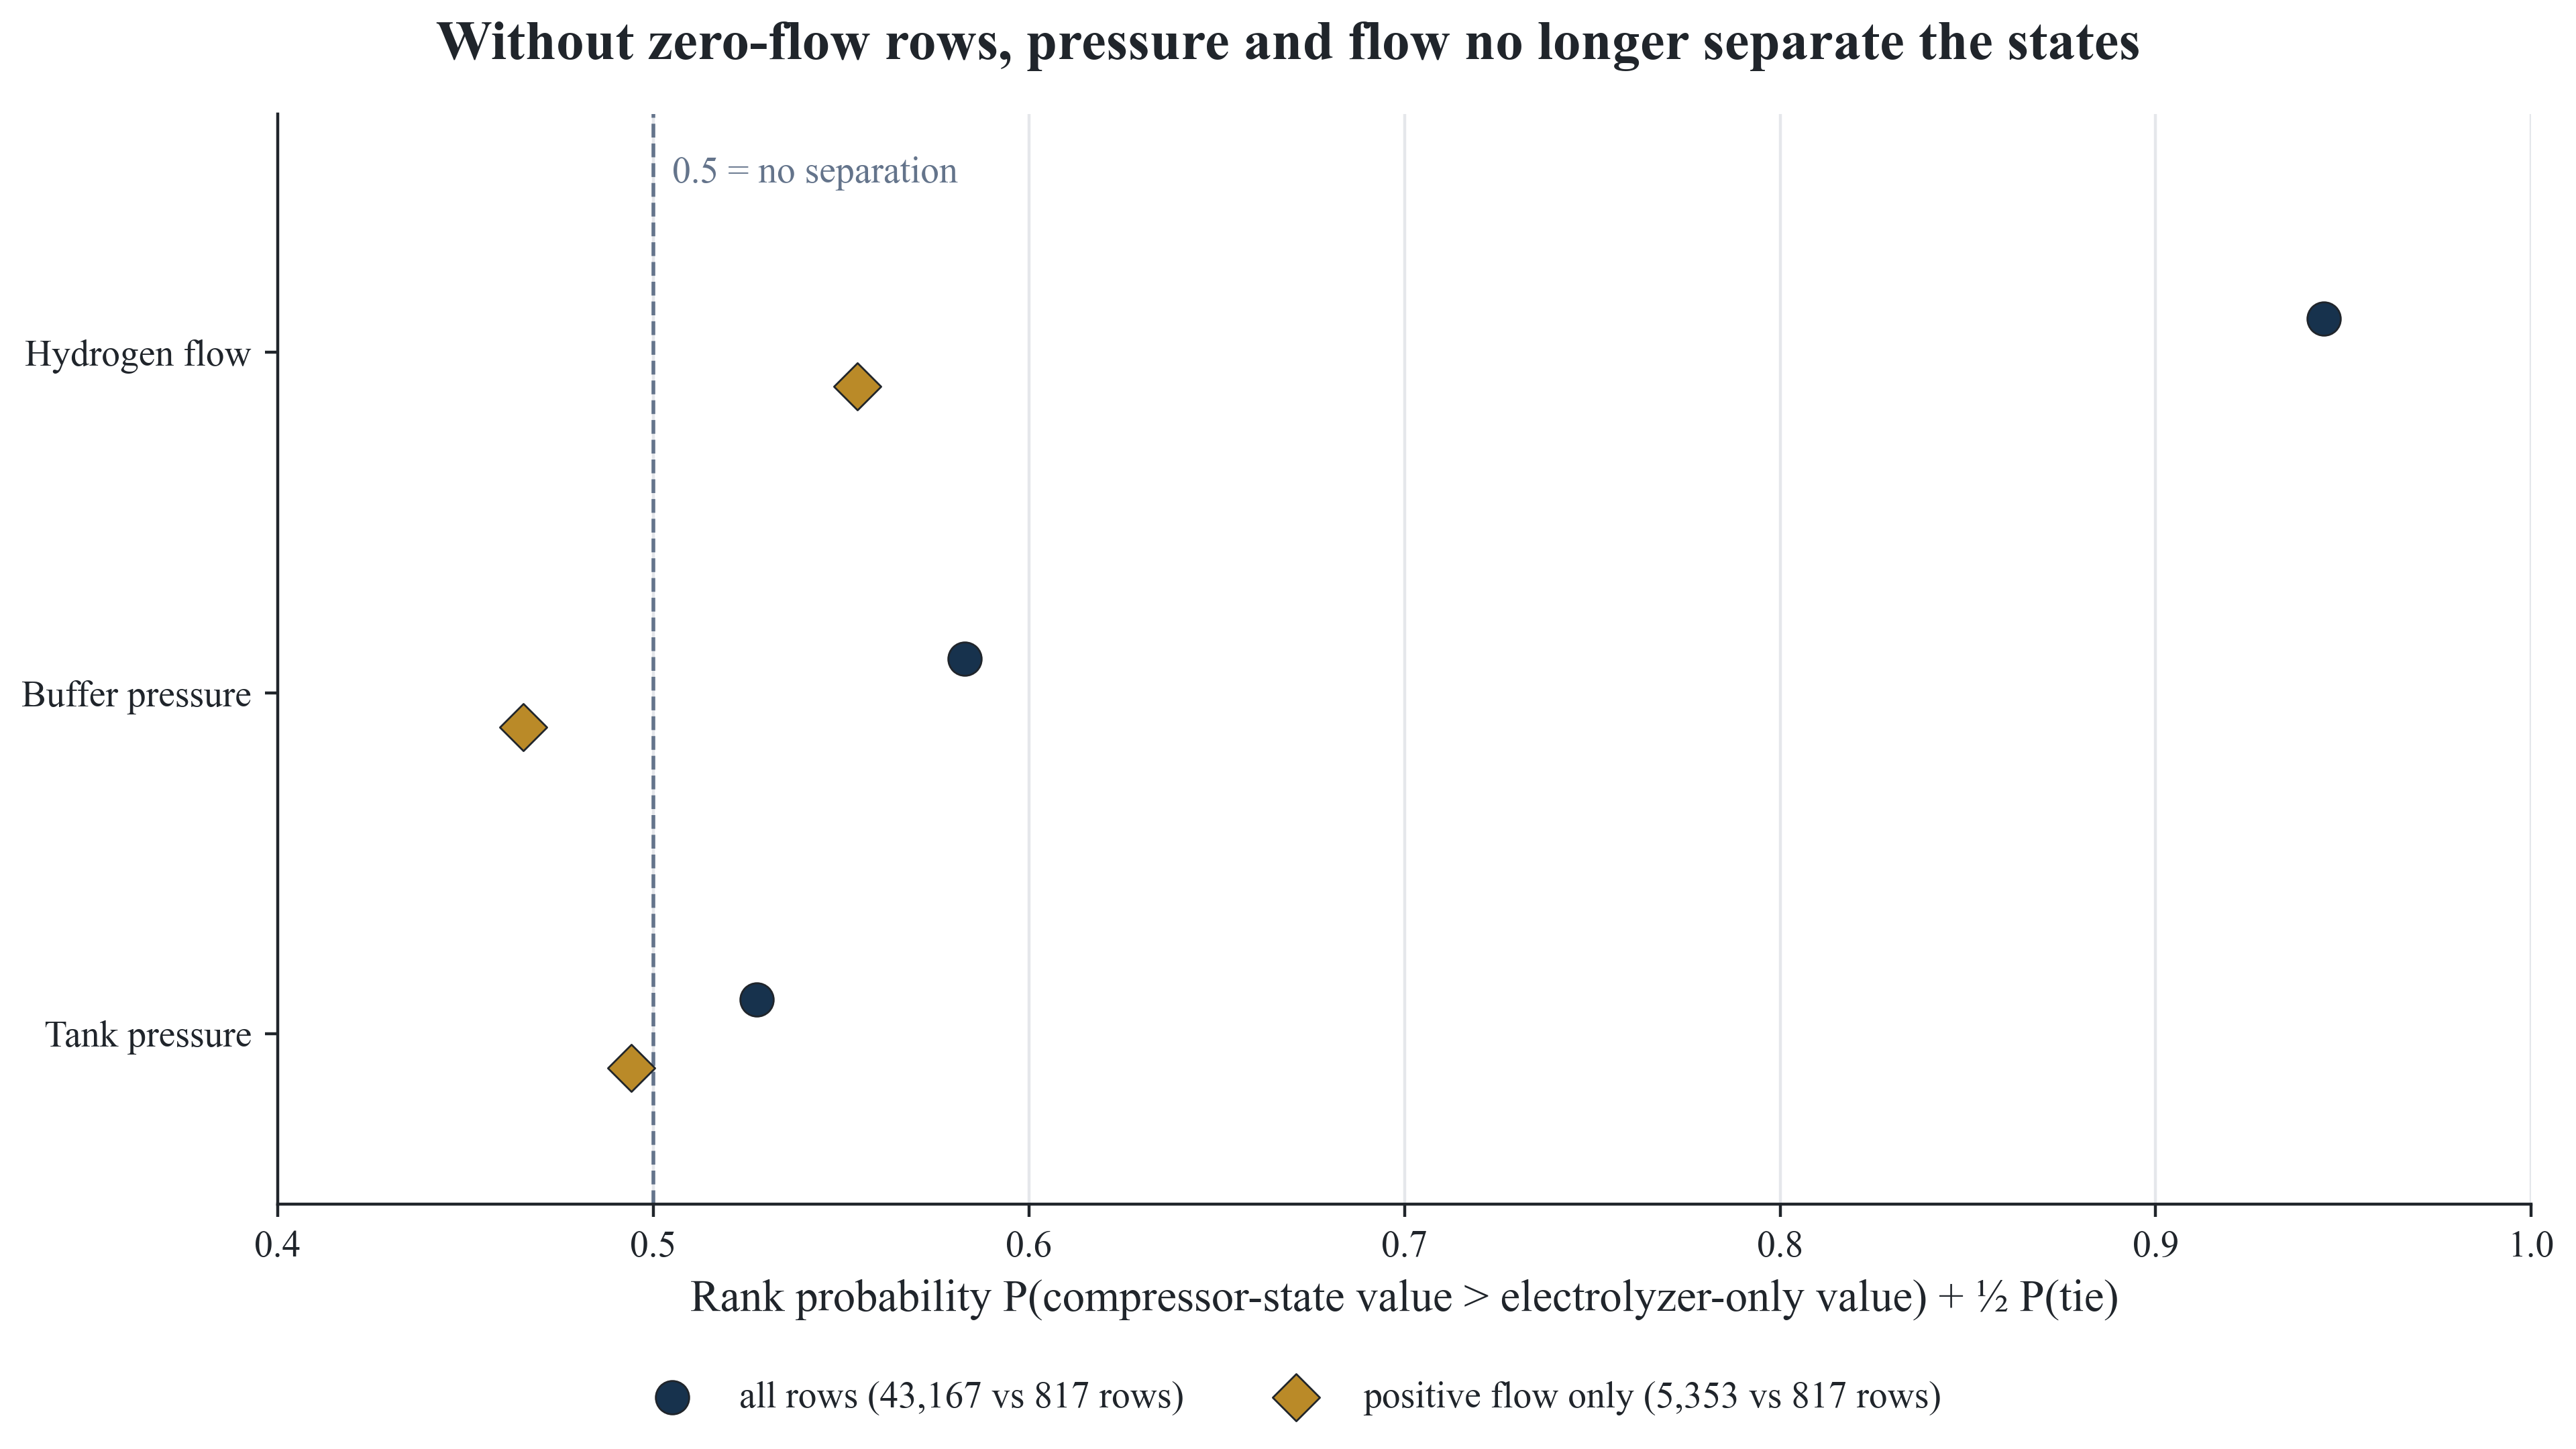 Without zero-flow rows, pressure and flow no longer separate the states
0.5 = no separation
Hydrogen flow
Buffer pressure
Tank pressure
0.4 0.5 0.6 0.7 0.8 0.9 1.0
Rank probability P(compressor-state value > electrolyzer-only value) + ½ P(tie)
all rows (43,167 vs 817 rows) positive flow only (5,353 vs 817 rows)